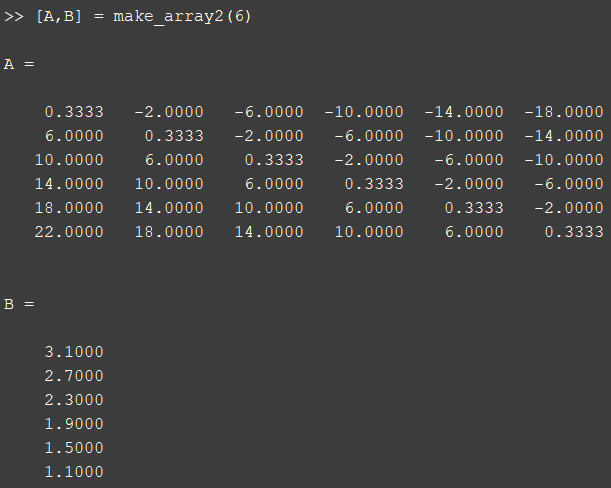 >> [A,B] = make_array2(6)
A =
0.3333 -2.0000 -6.0000 -10.0000 -14.0000 -18.0000
6.0000 0.3333 -2.0000 -6.0000 -10.0000 -14.0000
10.0000 6.0000 0.3333 -2.0000 -6.0000 -10.0000
14.0000 10.0000 6.0000 0.3333 -2.0000 -6.0000
18.0000 14.0000 10.0000 6.0000 0.3333 -2.0000
22.0000 18.0000 14.0000 10.0000 6.0000 0.3333
B =
3.1000
2.7000
2.3000
1.9000
1.5000
1.1000